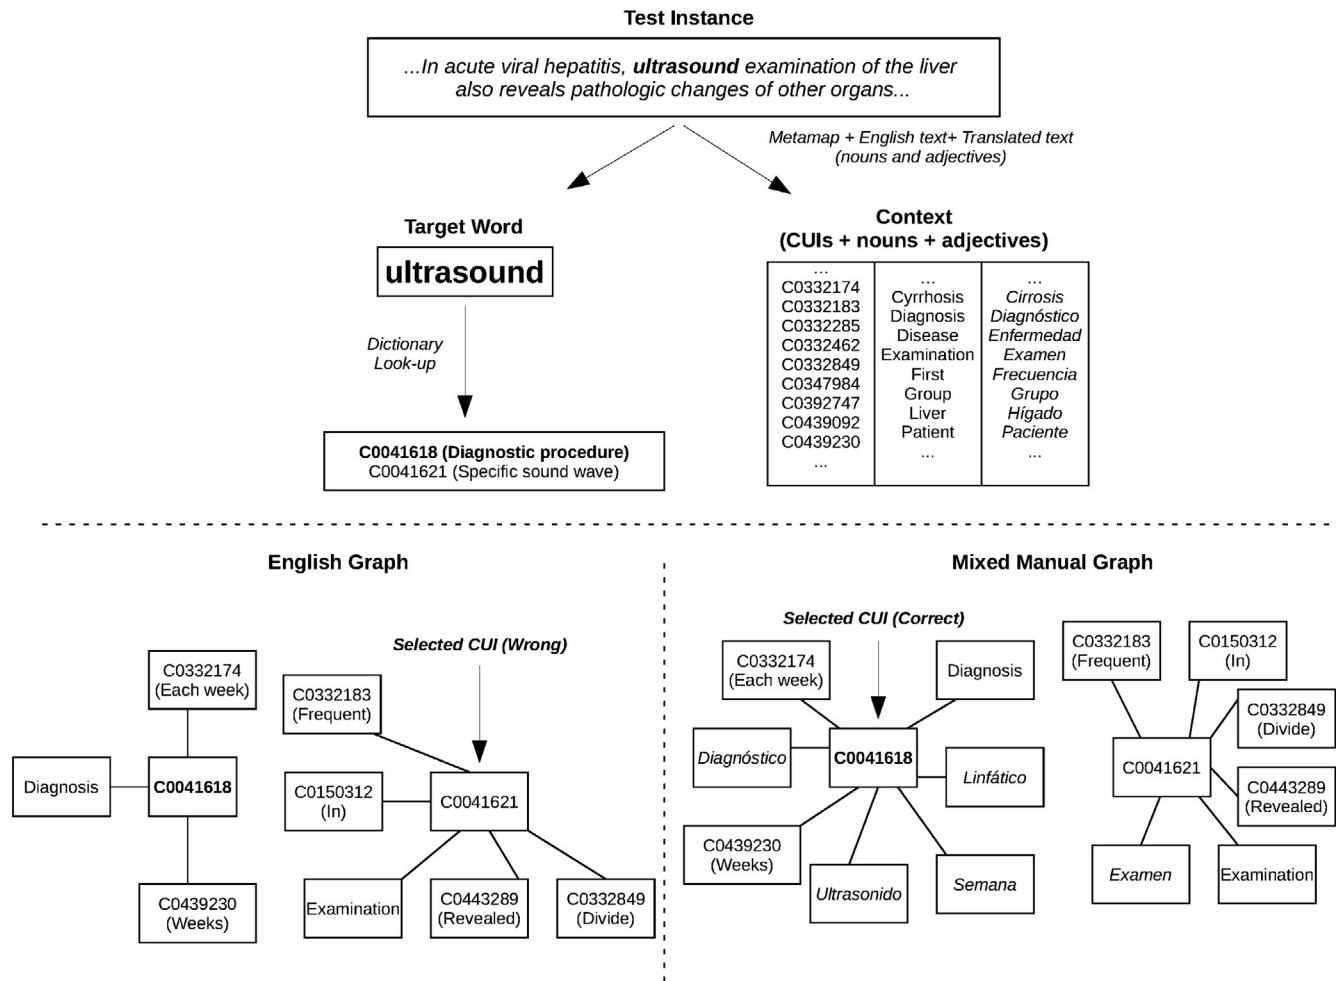 Test Instance
...In acute viral hepatitis, ultrasound examination of the liver
also reveals pathologic changes of other organs...
Metamap + English text+ Translated text
(nouns and adjectives)
Target Word
ultrasound
Dictionary
Look-up
C0041618 (Diagnostic procedure)
C0041621 (Specific sound wave)
Context
(CUIs + nouns + adjectives)
...
C0332174
C0332183
C0332285
C0332462
C0332849
C0347984
C0392747
C0439092
C0439230
...
...
Cyrrhosis
Diagnosis
Disease
Examination
First
Group
Liver
Patient
...
...
Cirrosis
Diagnóstico
Enfermedad
Examen
Frecuencia
Grupo
Hígado
Paciente
...
English Graph
C0332174
(Each week)
Diagnosis
C0041618
C0439230
(Weeks)
Selected CUI (Wrong)
C0332183
(Frequent)
C0150312
(In)
C0041621
Examination
C0443289
(Revealed)
C0332849
(Divide)
Mixed Manual Graph
Selected CUI (Correct)
C0332174
(Each week)
Diagnosis
Diagnóstico
C0041618
Linfático
C0439230
(Weeks)
Ultrasonido
Semana
C0332183
(Frequent)
C0150312
(In)
C0332849
(Divide)
C0041621
C0443289
(Revealed)
Examen
Examination